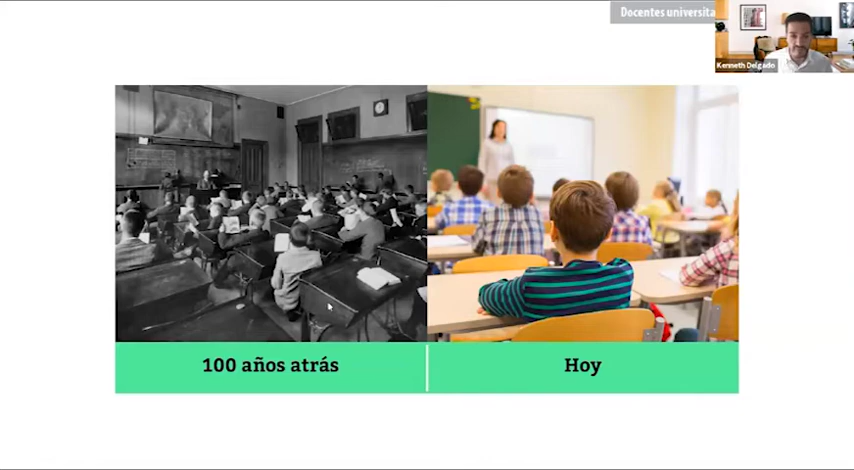 Docentes universita
Kenneth Delgado
100 años atrás
Hoy